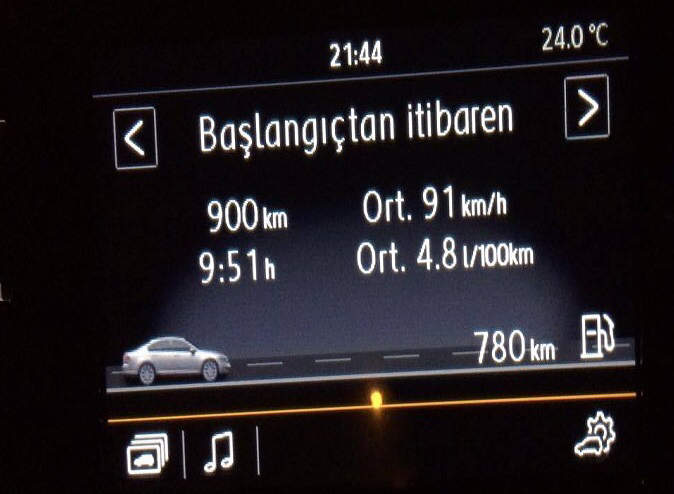 21:44
24.0 °C
Başlangıçtan itibaren
900 km
Ort. 91 km/h
9:51 h
Ort. 4.8 l/100km
780 km